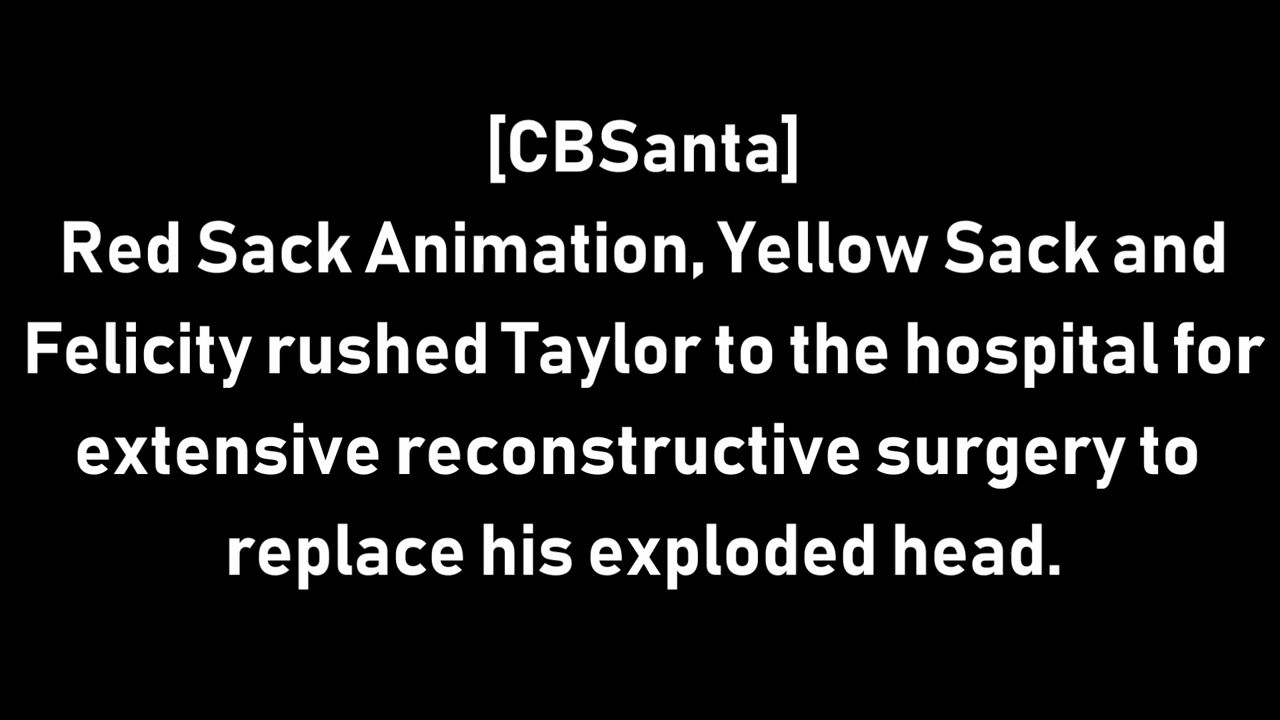 [CBSanta]
Red Sack Animation, Yellow Sack and
Felicity rushed Taylor to the hospital for
extensive reconstructive surgery to
replace his exploded head.